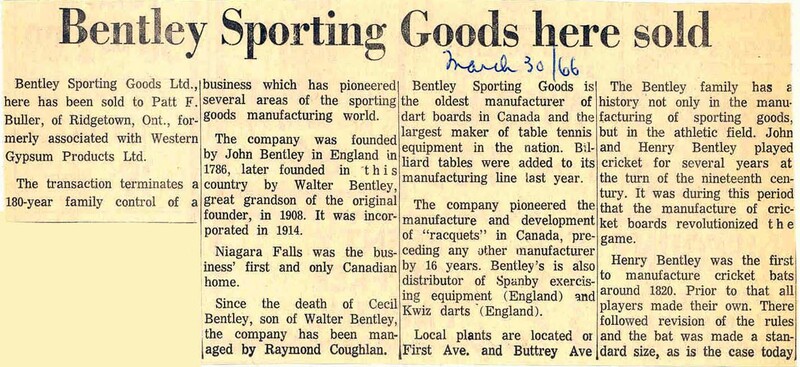 Bentley Sporting Goods here sold
March 30/66
Bentley Sporting Goods Ltd.,
here has been sold to Patt F.
Buller, of Ridgetown, Ont., for-
merly associated with Western
Gypsum Products Ltd.
The transaction terminates a
180-year family control of a
business which has pioneered
several areas of the sporting
goods manufacturing world.
The company was founded
by John Bentley in England in
1786, later founded in this
country by Walter Bentley,
great grandson of the original
founder, in 1908. It was incor-
porated in 1914.
Niagara Falls was the bus-
iness' first and only Canadian
home.
Since the death of Cecil
Bentley, son of Walter Bentley,
the company has been man-
aged by Raymond Coughlan.
Bentley Sporting Goods is
the oldest manufacturer of
dart boards in Canada and the
largest maker of table tennis
equipment in the nation. Bil-
liard tables were added to its
manufacturing line last year.
The company pioneered the
manufacture and development
of "racquets" in Canada, pre-
ceding any other manufacturer
by 16 years. Bentley's is also
distributor of Spanby exercis-
ing equipment (England) and
Kwiz darts (England).
Local plants are located or
First Ave. and Buttrey Ave
The Bentley family has a
history not only in the manu-
facturing of sporting goods,
but in the athletic field. John
and Henry Bentley played
cricket for several years at
the turn of the nineteenth cen-
tury. It was during this period
that the manufacture of cric-
ket boards revolutionized the
game.
Henry Bentley was the first
to manufacture cricket bats
around 1820. Prior to that all
players made their own. There
followed revision of the rules
and the bat was made a stan-
dard size, as is the case today